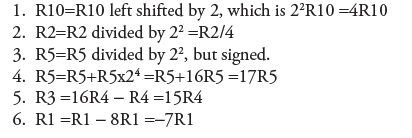 1. R10=R10 left shifted by 2, which is 2²R10 =4R10
2. R2=R2 divided by 2² =R2/4
3. R5=R5 divided by 2², but signed.
4. R5=R5+R5x2⁴ =R5+16R5 =17R5
5. R3 =16R4 – R4 =15R4
6. R1 =R1 – 8R1 =–7R1